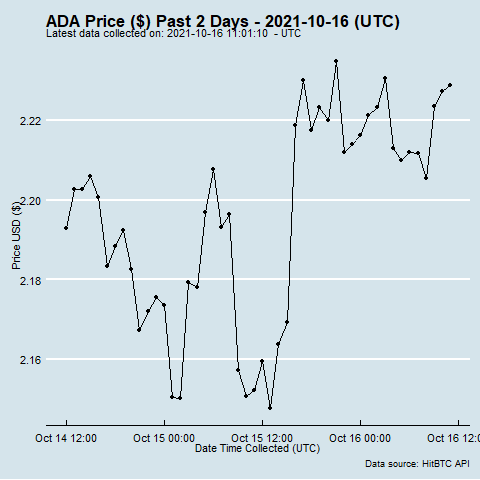 ADA Price ($) Past 2 Days - 2021-10-16 (UTC)
Latest data collected on: 2021-10-16 11:01:10  - UTC
2.22
2.20
2.18
2.16
Price USD ($)
Oct 14 12:00
Oct 15 00:00
Oct 15 12:00
Oct 16 00:00
Oct 16 12:0
Date Time Collected (UTC)
Data source: HitBTC API